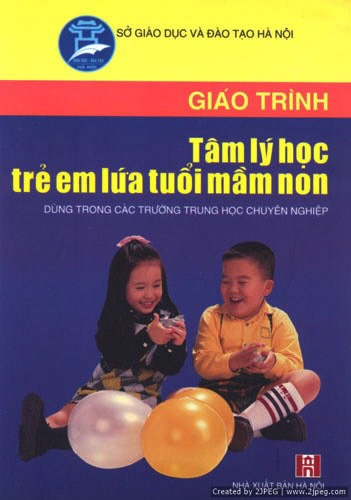 SỞ GIÁO DỤC VÀ ĐÀO TẠO HÀ NỘI
GIÁO TRÌNH
Tâm lý học
trẻ em lứa tuổi mầm non
DÙNG TRONG CÁC TRƯỜNG TRUNG HỌC CHUYÊN NGHIỆP
NHÀ XUẤT BẢN HÀ NỘI
Created by 2JPEG | www.2jpeg.com